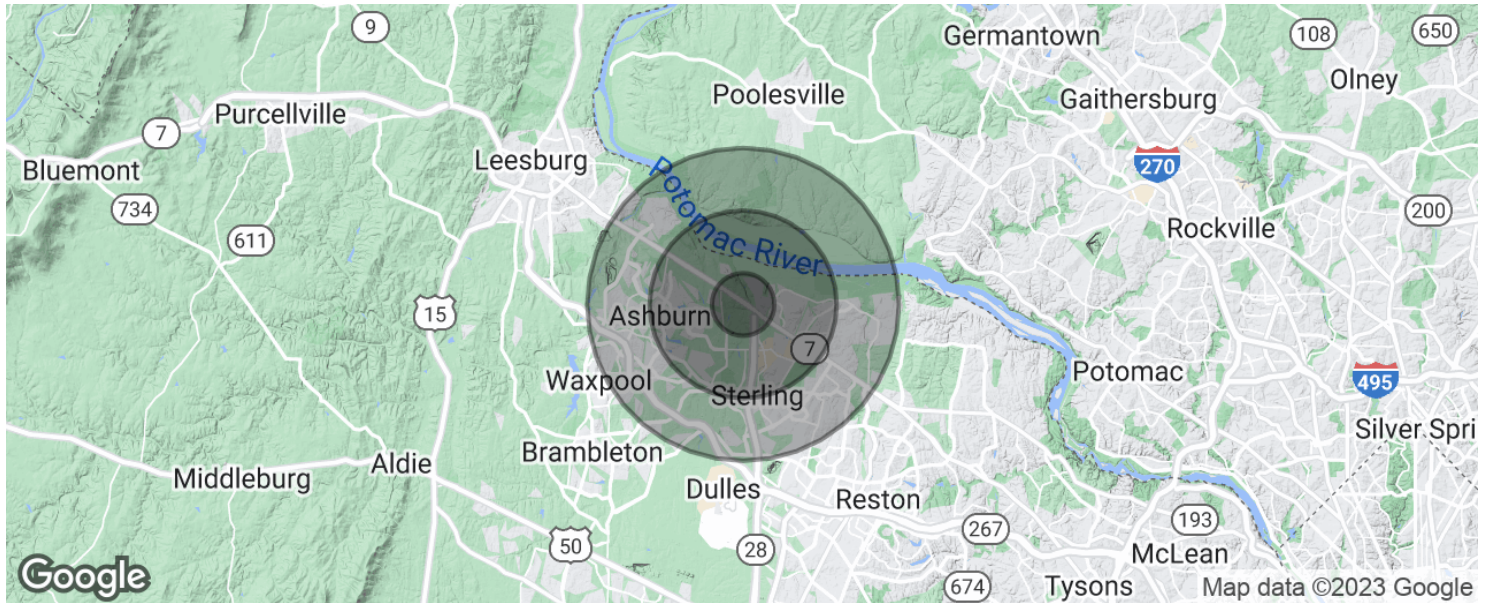 9
Germantown
108
650
Olney
Poolesville
Gaithersburg
Purcellville
7
Bluemont
Leesburg
Potomac River
270
734
611
200
Rockville
15
Ashburn
7
Waxpool
Sterling
Potomac
495
Silver Spri
Brambleton
Aldie
Middleburg
Dulles
Reston
193
267
50
28
McLean
Google
674
Tysons
Map data ©2023 Google